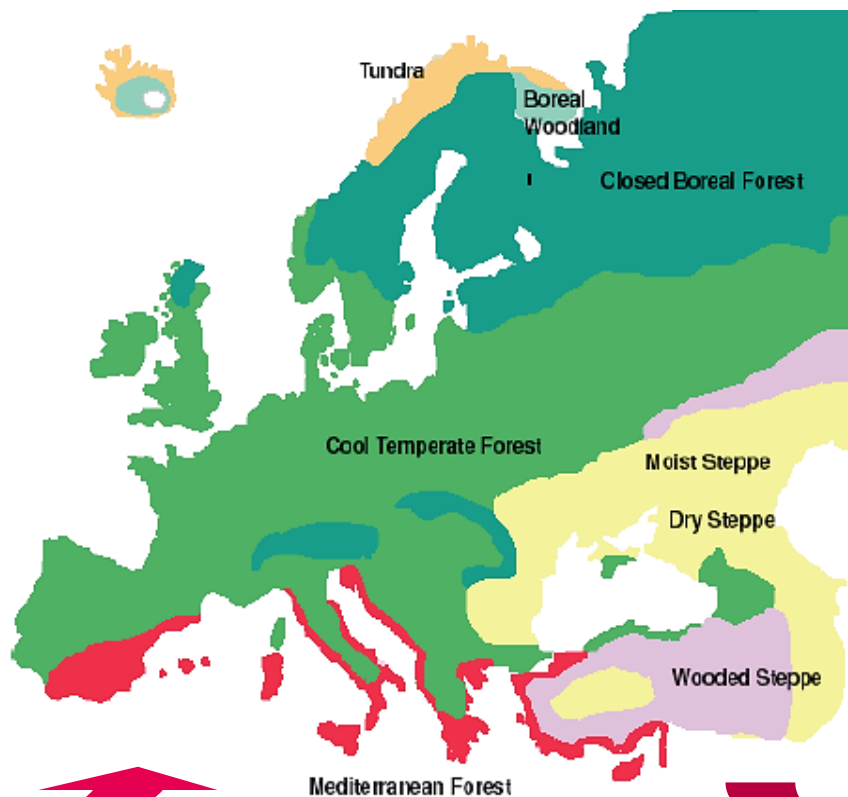 Tundra
Boreal
Woodland
Closed Boreal Forest
Cool Temperate Forest
Moist Steppe
Dry Steppe
Wooded Steppe
Mediterranean Forest